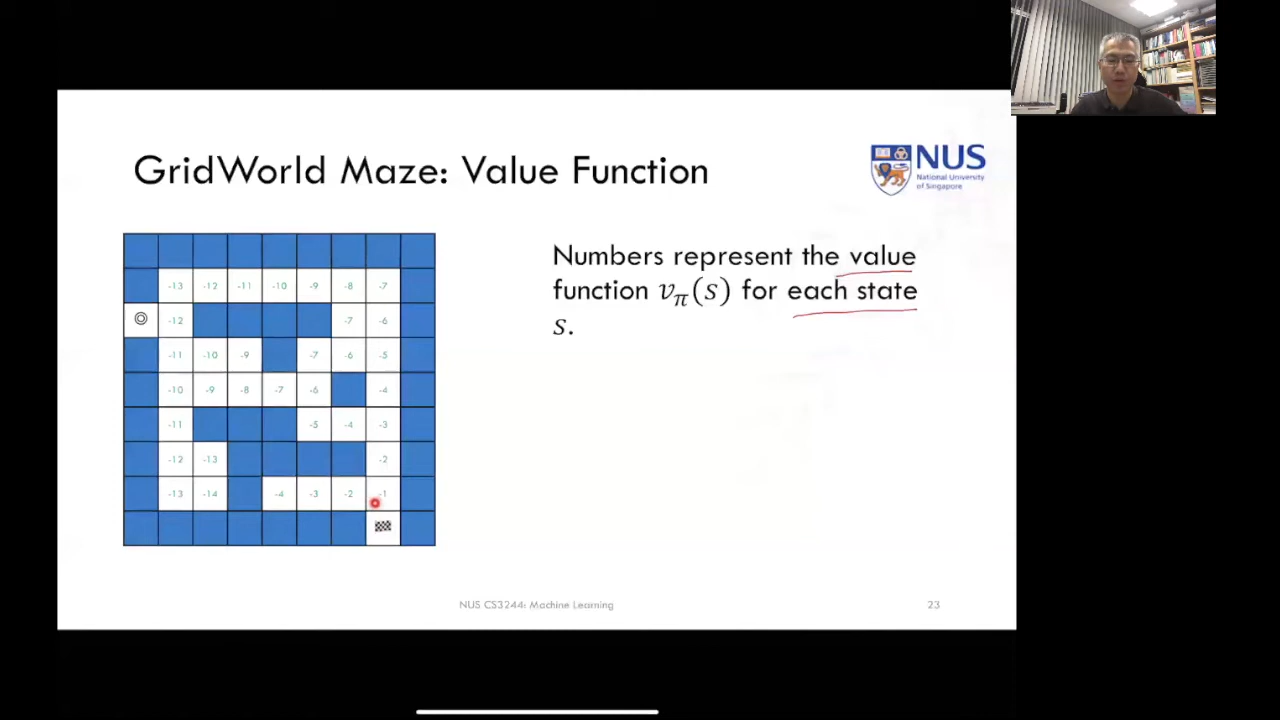 GridWorld Maze: Value Function
NUS
National University
of Singapore
Numbers represent the value
function vπ(s) for each state
s.
-13 -12 -11 -10 -9 -8 -7
-12 -7 -6
-11 -10 -9 -7 -6 -5
-10 -9 -8 -7 -6 -4
-11 -5 -4 -3
-12 -13 -2
-13 -14 -4 -3 -2 -1
NUS CS3244: Machine Learning
23